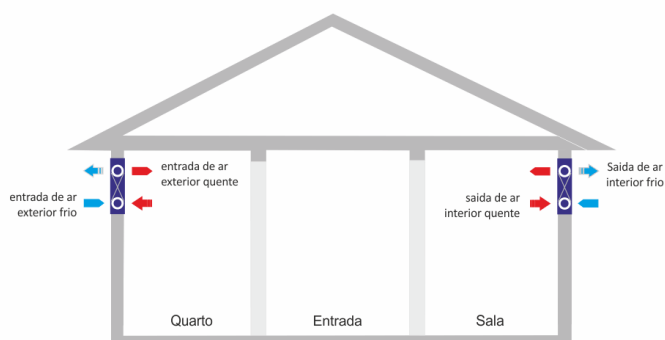 entrada de ar
exterior quente
entrada de ar
exterior frio
saida de ar
interior quente
Saida de ar
interior frio
Quarto
Entrada
Sala